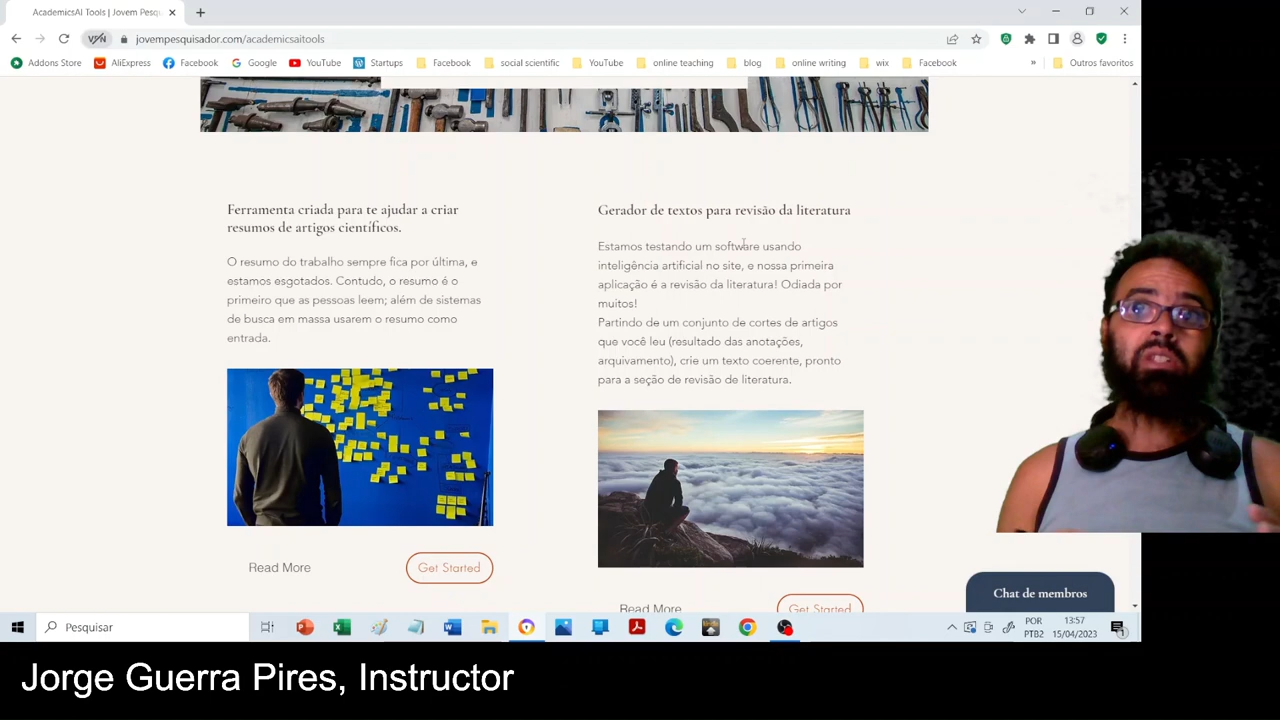 AcademicsAI Tools | Jovem Pesqu
jovempesquisador.com/academicsaitools
Addons Store
AliExpress
Facebook
Google
YouTube
Startups
Facebook
social scientific
YouTube
online teaching
blog
online writing
wix
Facebook
»
Outros favoritos
Ferramenta criada para te ajudar a criar
resumos de artigos científicos.
O resumo do trabalho sempre fica por última, e
estamos esgotados. Contudo, o resumo é o
primeiro que as pessoas leem; além de sistemas
de busca em massa usarem o resumo como
entrada.
Read More
Get Started
Gerador de textos para revisão da literatura
Estamos testando um software usando
inteligência artificial no site, e nossa primeira
aplicação é a revisão da literatura! Odiada por
muitos!
Partindo de um conjunto de cortes de artigos
que você leu (resultado das anotações,
arquivamento), crie um texto coerente, pronto
para a seção de revisão de literatura.
Read More
Get Started
Chat de membros
Pesquisar
POR
PTB2
13:57
15/04/2023
Jorge Guerra Pires, Instructor